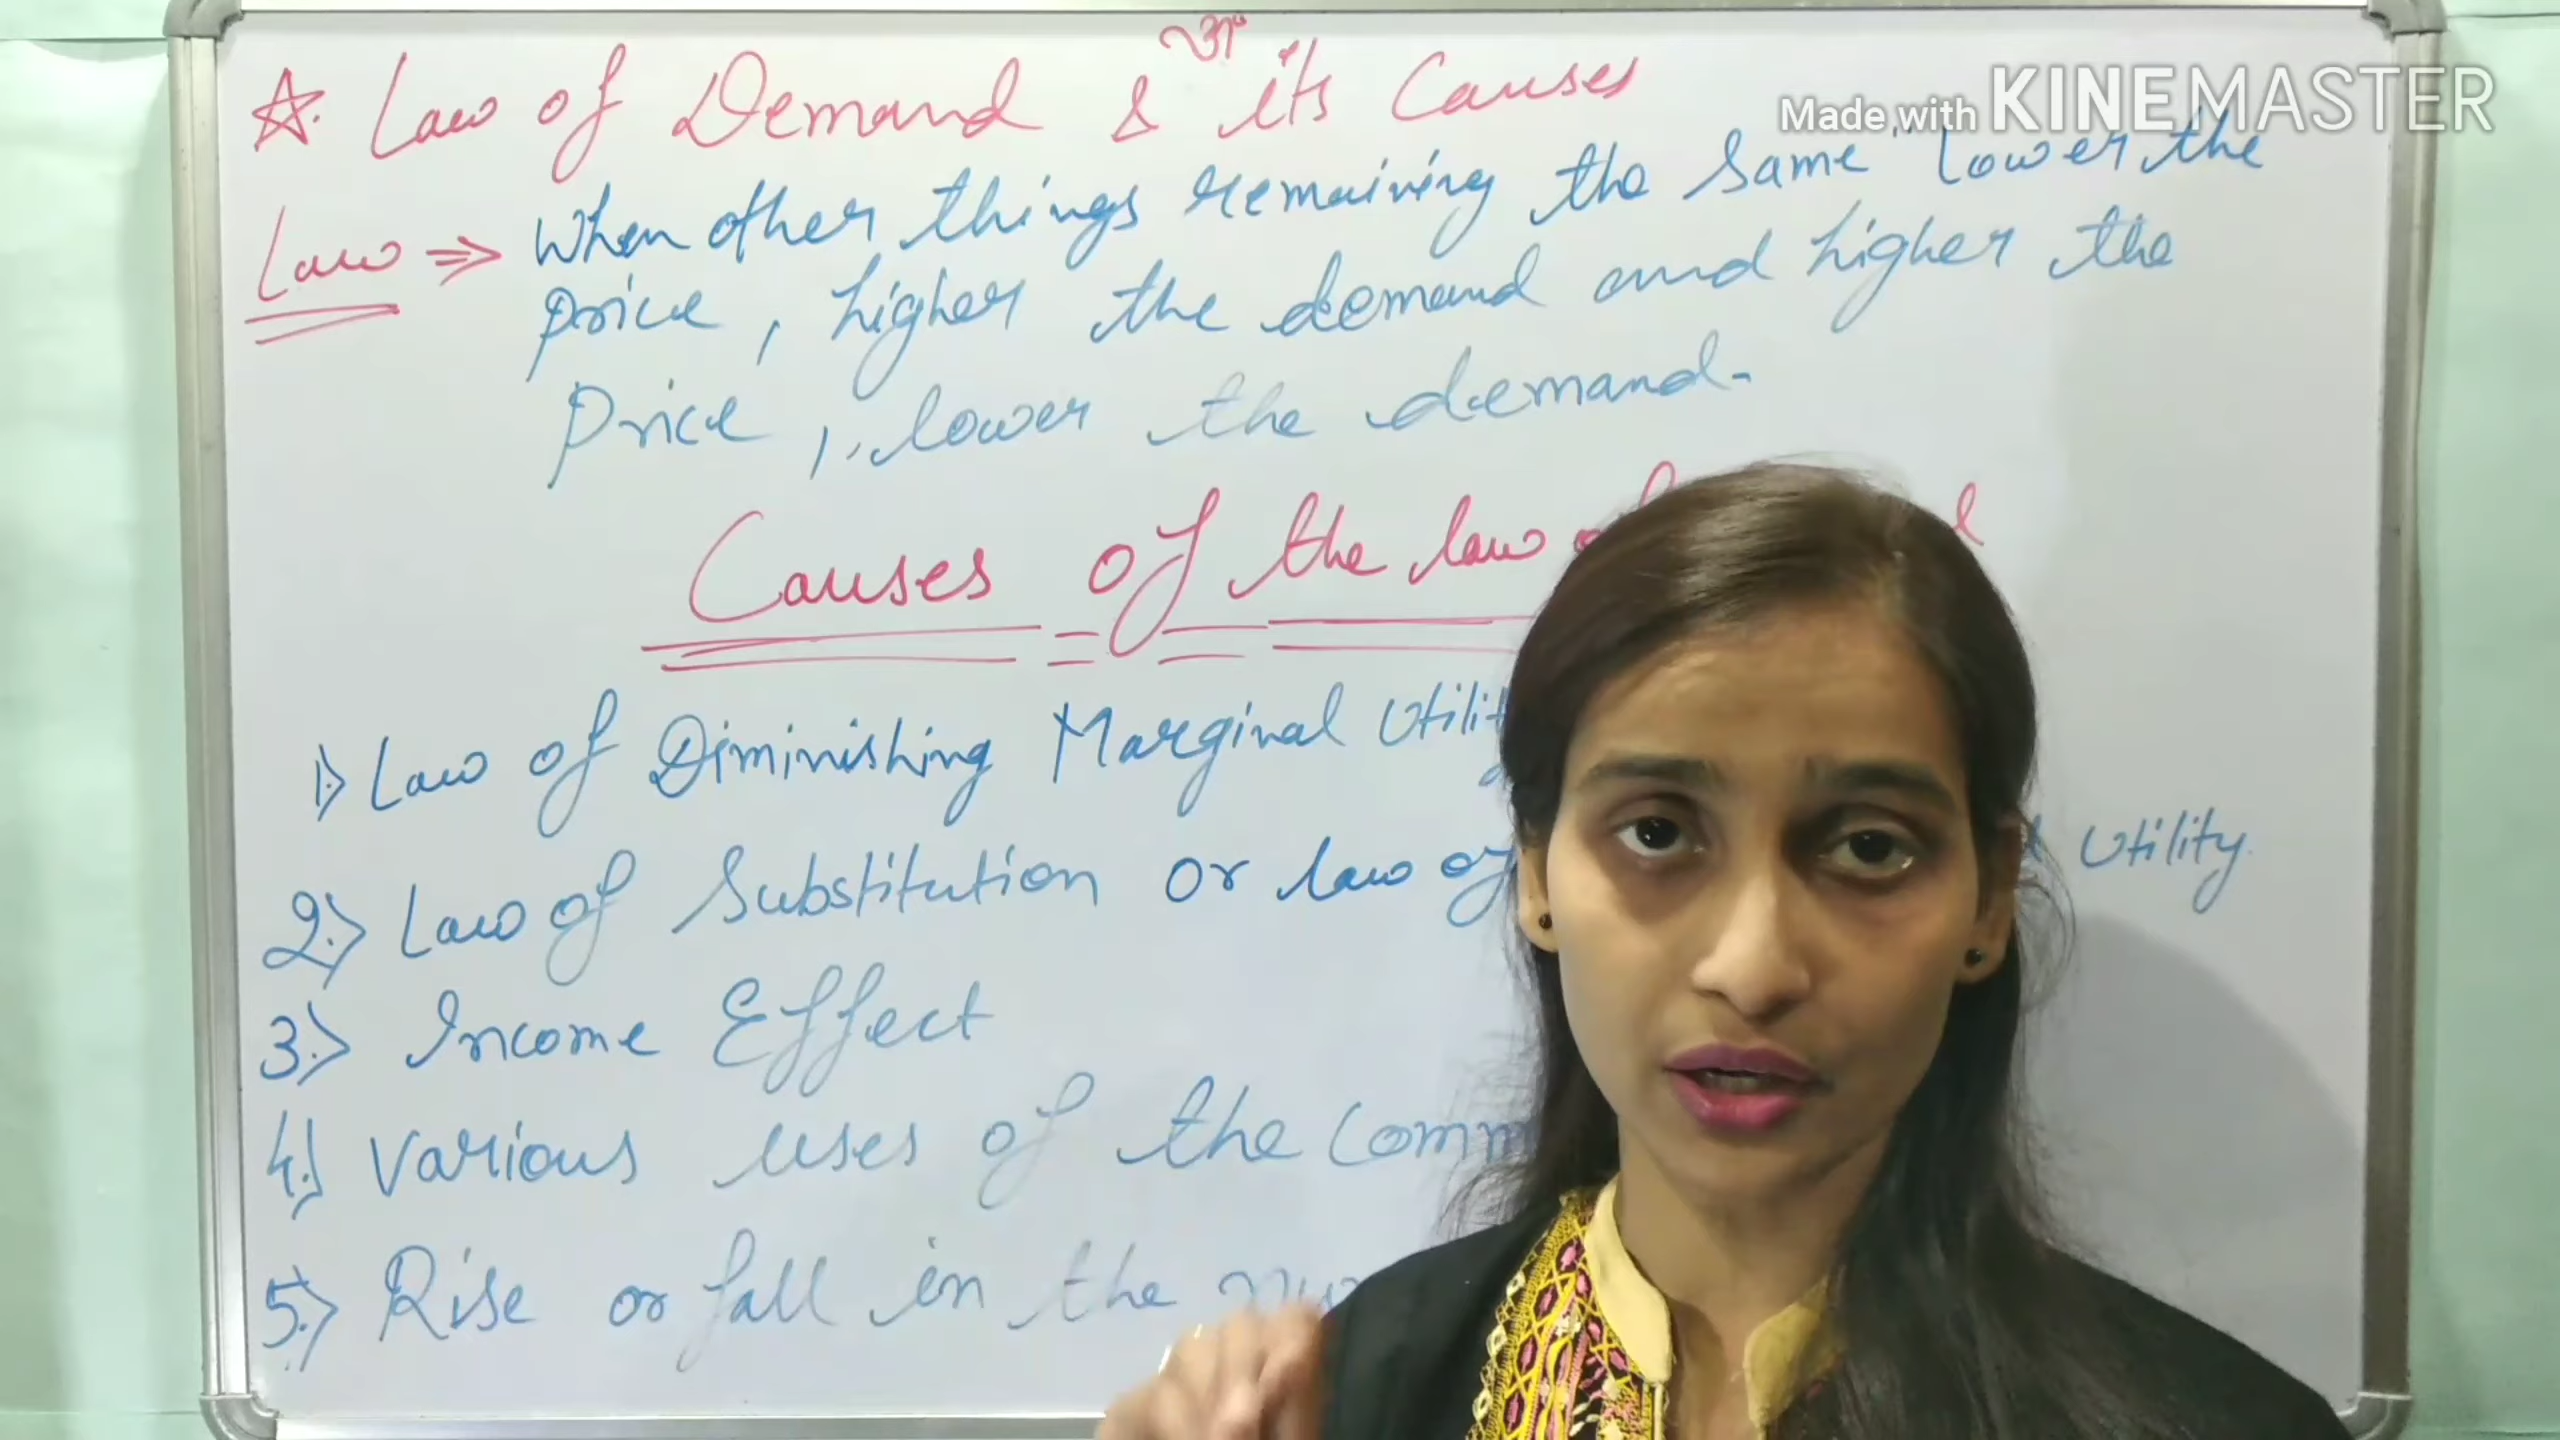 ☆. Law of Demand & its Causes
Made with KINEMASTER
Law ⇒ When other things remaining the same "Lower the
price, higher the demand and higher the
Price, lower the demand.
Causes of the law
1) Law of Diminishing Marginal
2.) Law of Substitution or law of Utility.
3.) Income Effect
4.) Various uses of the
5.) Rise or fall in the